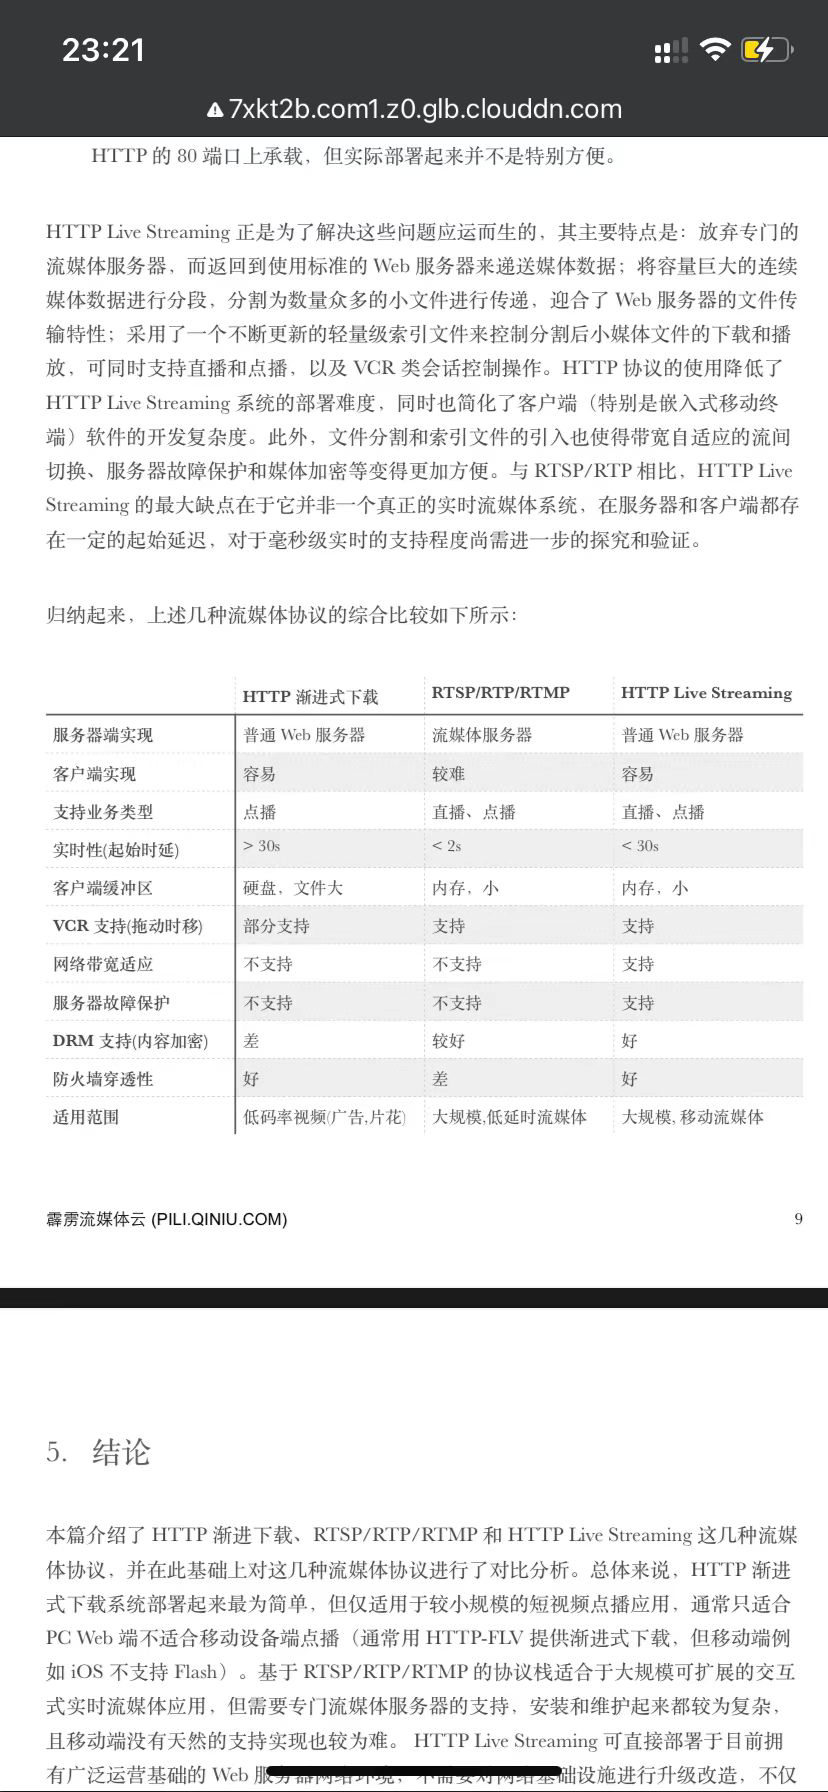 23:21
7xkt2b.com1.z0.glb.clouddn.com
HTTP 的 80 端口上承载，但实际部署起来并不是特别方便。
HTTP Live Streaming 正是为了解决这些问题应运而生的，其主要特点是：放弃专门的
流媒体服务器，而返回到使用标准的 Web 服务器来递送媒体数据；将容量巨大的连续
媒体数据进行分段，分割为数量众多的小文件进行传递，迎合了 Web 服务器的文件传
输特性；采用了一个不断更新的轻量级索引文件来控制分割后小媒体文件的下载和播
放，可同时支持直播和点播，以及 VCR 类会话控制操作。HTTP 协议的使用降低了
HTTP Live Streaming 系统的部署难度，同时也简化了客户端（特别是嵌入式移动终
端）软件的开发复杂度。此外，文件分割和索引文件的引入也使得带宽自适应的流间
切换、服务器故障保护和媒体加密等变得更加方便。与 RTSP/RTP 相比，HTTP Live
Streaming 的最大缺点在于它并非一个真正的实时流媒体系统，在服务器和客户端都存
在一定的起始延迟，对于毫秒级实时的支持程度尚需进一步的探究和验证。
归纳起来，上述几种流媒体协议的综合比较如下所示：
HTTP 渐进式下载 RTSP/RTP/RTMP HTTP Live Streaming
服务器端实现 普通 Web 服务器 流媒体服务器 普通 Web 服务器
客户端实现 容易 较难 容易
支持业务类型 点播 直播、点播 直播、点播
实时性(起始时延) > 30s < 2s < 30s
客户端缓冲区 硬盘，文件大 内存，小 内存，小
VCR 支持(拖动时移) 部分支持 支持 支持
网络带宽适应 不支持 不支持 支持
服务器故障保护 不支持 不支持 支持
DRM 支持(内容加密) 差 较好 好
防火墙穿透性 好 差 好
适用范围 低码率视频(广告,片花) 大规模,低延时流媒体 大规模, 移动流媒体
霹雳流媒体云 (PILI.QINIU.COM) 9
5. 结论
本篇介绍了 HTTP 渐进下载、RTSP/RTP/RTMP 和 HTTP Live Streaming 这几种流媒
体协议，并在此基础上对这几种流媒体协议进行了对比分析。总体来说，HTTP 渐进
式下载系统部署起来最为简单，但仅适用于较小规模的短视频点播应用，通常只适合
PC Web 端不适合移动设备端点播（通常用 HTTP-FLV 提供渐进式下载，但移动端例
如 iOS 不支持 Flash）。基于 RTSP/RTP/RTMP 的协议栈适合于大规模可扩展的交互
式实时流媒体应用，但需要专门流媒体服务器的支持，安装和维护起来都较为复杂，
且移动端没有天然的支持实现也较为难。 HTTP Live Streaming 可直接部署于目前拥
有广泛运营基础的 Web 服务器网络环境，不需要对网络基础设施进行升级改造，不仅